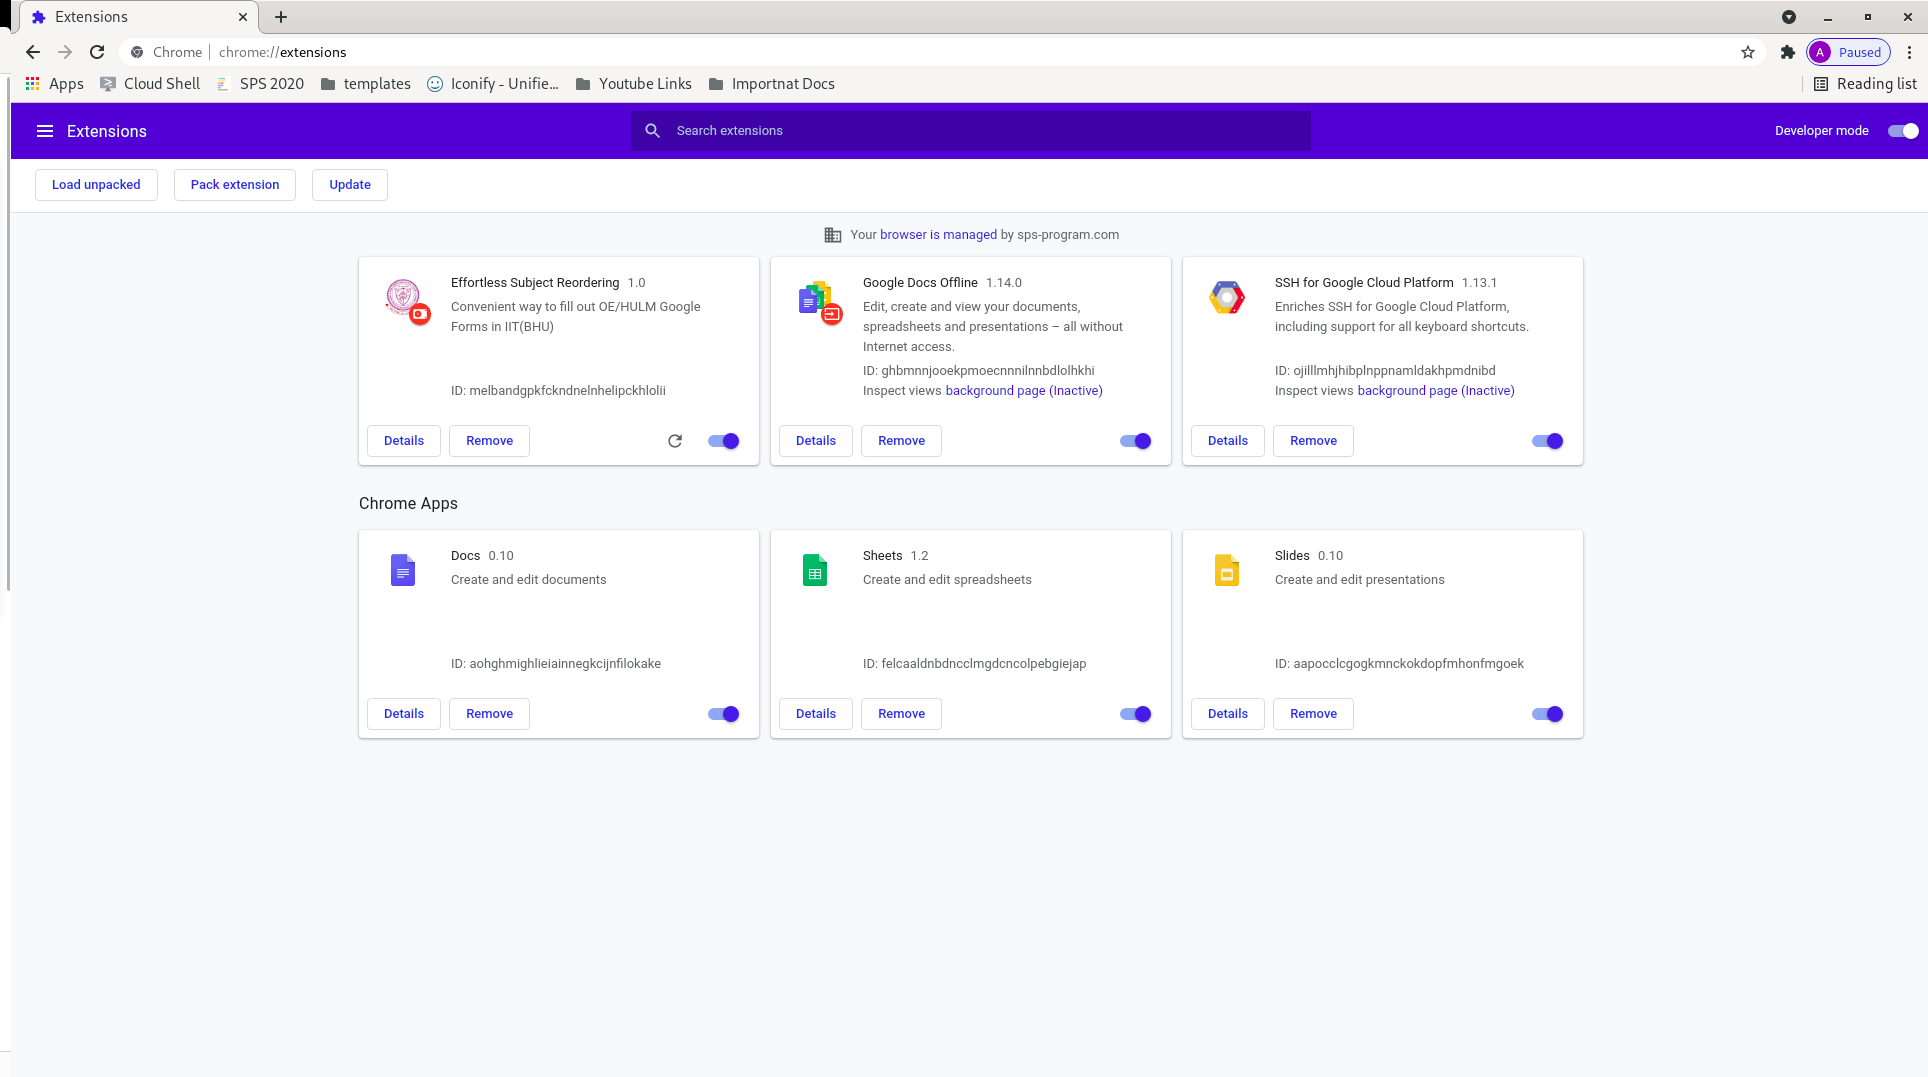 Extensions
Chrome chrome://extensions
Paused
Apps Cloud Shell SPS 2020 templates Iconify - Unifie... Youtube Links Importnat Docs Reading list
Extensions Search extensions Developer mode
Load unpacked Pack extension Update
Your browser is managed by sps-program.com
Effortless Subject Reordering 1.0
Convenient way to fill out OE/HULM Google
Forms in IIT(BHU)
ID: melbandgpkfckndnelnhelipckhlolii
Details Remove
Google Docs Offline 1.14.0
Edit, create and view your documents,
spreadsheets and presentations – all without
Internet access.
ID: ghbmnnjooekpmoecnnnilnnbdlolhkhi
Inspect views background page (Inactive)
Details Remove
SSH for Google Cloud Platform 1.13.1
Enriches SSH for Google Cloud Platform,
including support for all keyboard shortcuts.
ID: ojilllmhjhibplnppnamldakhpmdnibd
Inspect views background page (Inactive)
Details Remove
Chrome Apps
Docs 0.10
Create and edit documents
ID: aohghmighlieiainnegkcijnfilokake
Details Remove
Sheets 1.2
Create and edit spreadsheets
ID: felcaaldnbdncclmgdcncolpebgiejap
Details Remove
Slides 0.10
Create and edit presentations
ID: aapocclcgogkmnckokdopfmhonfmgoek
Details Remove